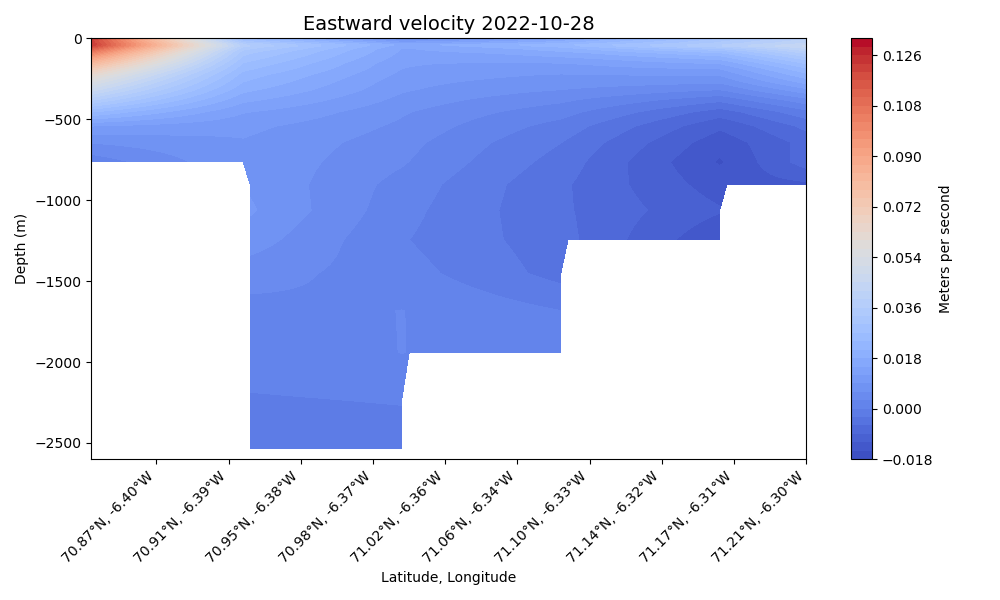 Eastward velocity 2022-10-28
0
−500
−1000
−1500
−2000
−2500
Depth (m)
70.87°N, -6.40°W
70.91°N, -6.39°W
70.95°N, -6.38°W
70.98°N, -6.37°W
71.02°N, -6.36°W
71.06°N, -6.34°W
71.10°N, -6.33°W
71.14°N, -6.32°W
71.17°N, -6.31°W
71.21°N, -6.30°W
Latitude, Longitude
0.126
0.108
0.090
0.072
0.054
0.036
0.018
0.000
−0.018
Meters per second